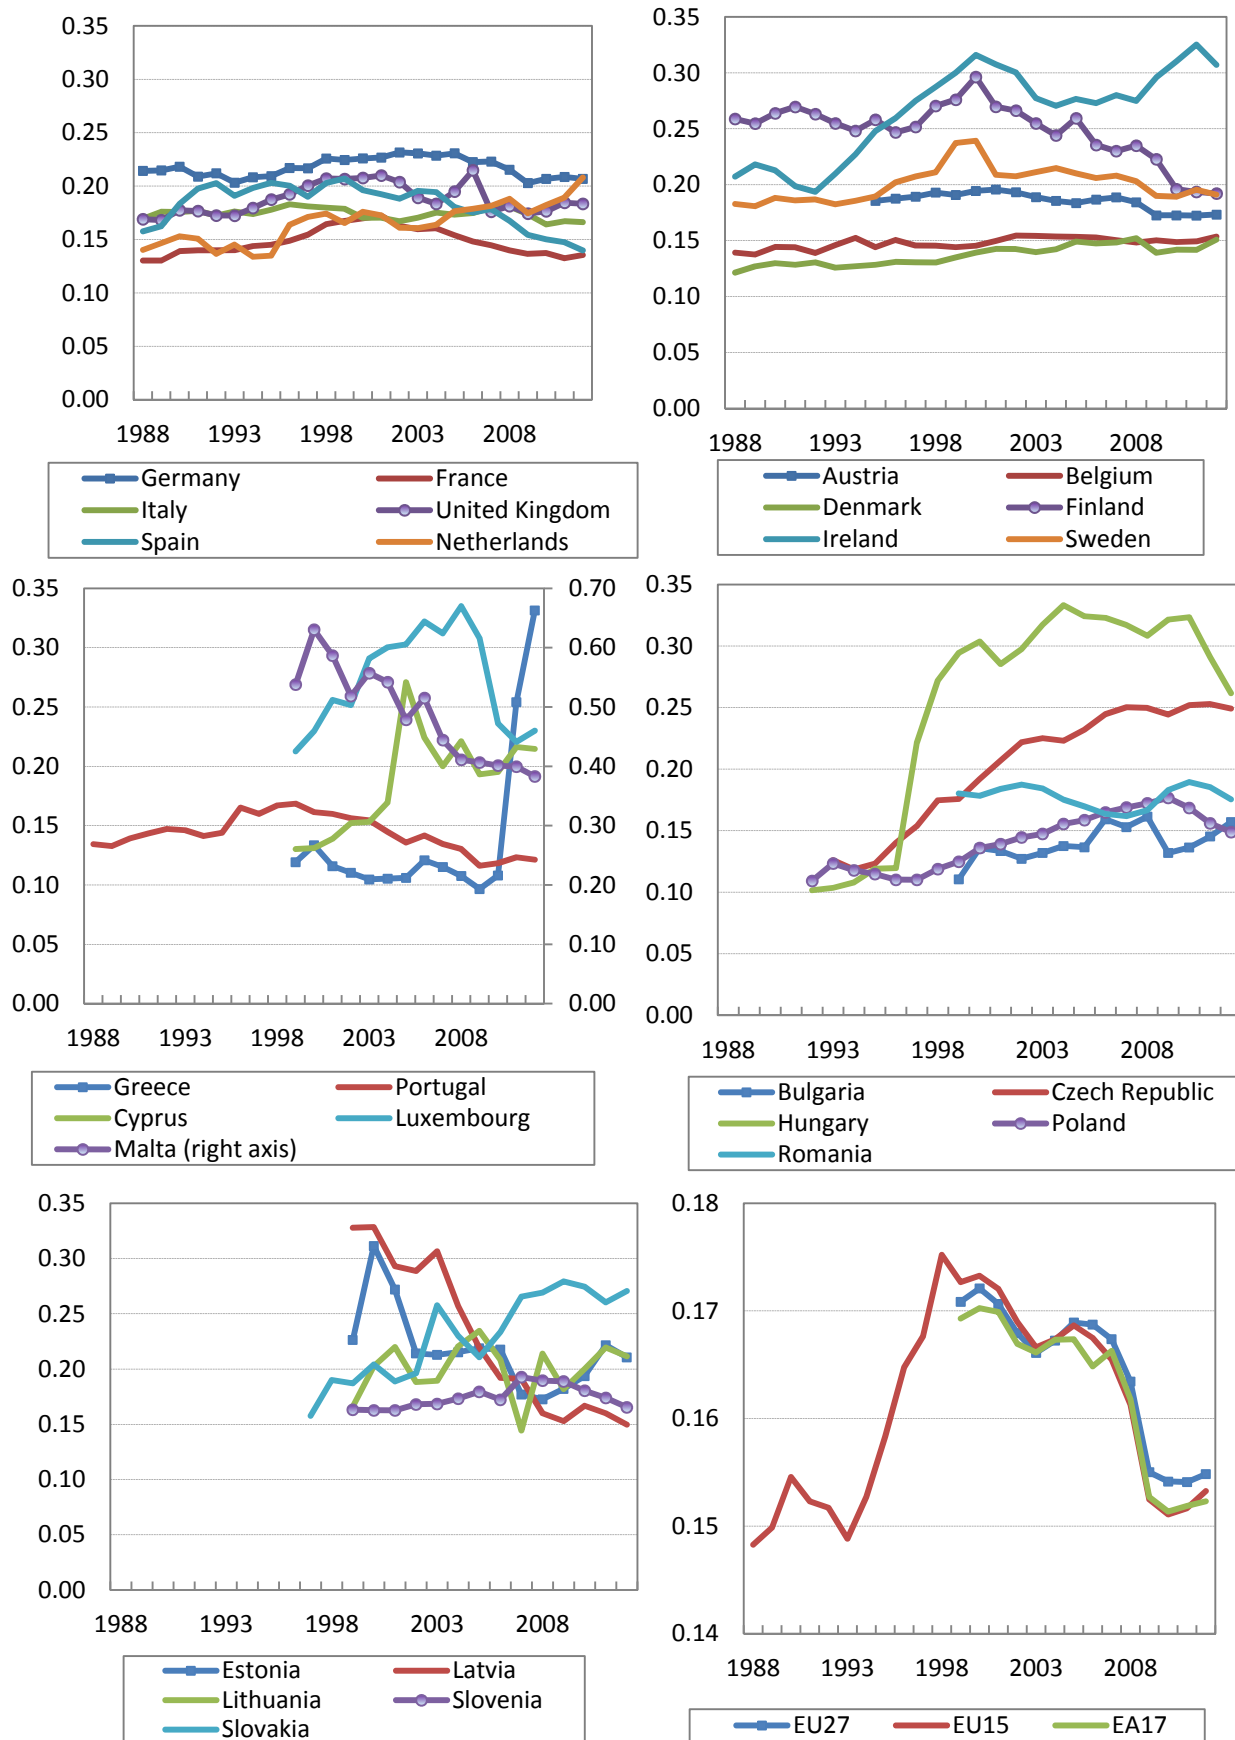 0.35
0.30
0.25
0.20
0.15
0.10
0.05
0.00
1988 1993 1998 2003 2008
Germany France
Italy United Kingdom
Spain Netherlands
0.35
0.30
0.25
0.20
0.15
0.10
0.05
0.00
1988 1993 1998 2003 2008
Austria Belgium
Denmark Finland
Ireland Sweden
0.35 0.70
0.30 0.60
0.25 0.50
0.20 0.40
0.15 0.30
0.10 0.20
0.05 0.10
0.00 0.00
1988 1993 1998 2003 2008
Greece Portugal
Cyprus Luxembourg
Malta (right axis)
0.35
0.30
0.25
0.20
0.15
0.10
0.05
0.00
1988 1993 1998 2003 2008
Bulgaria Czech Republic
Hungary Poland
Romania
0.35
0.30
0.25
0.20
0.15
0.10
0.05
0.00
1988 1993 1998 2003 2008
Estonia Latvia
Lithuania Slovenia
Slovakia
0.18
0.17
0.16
0.15
0.14
1988 1993 1998 2003 2008
EU27 EU15 EA17